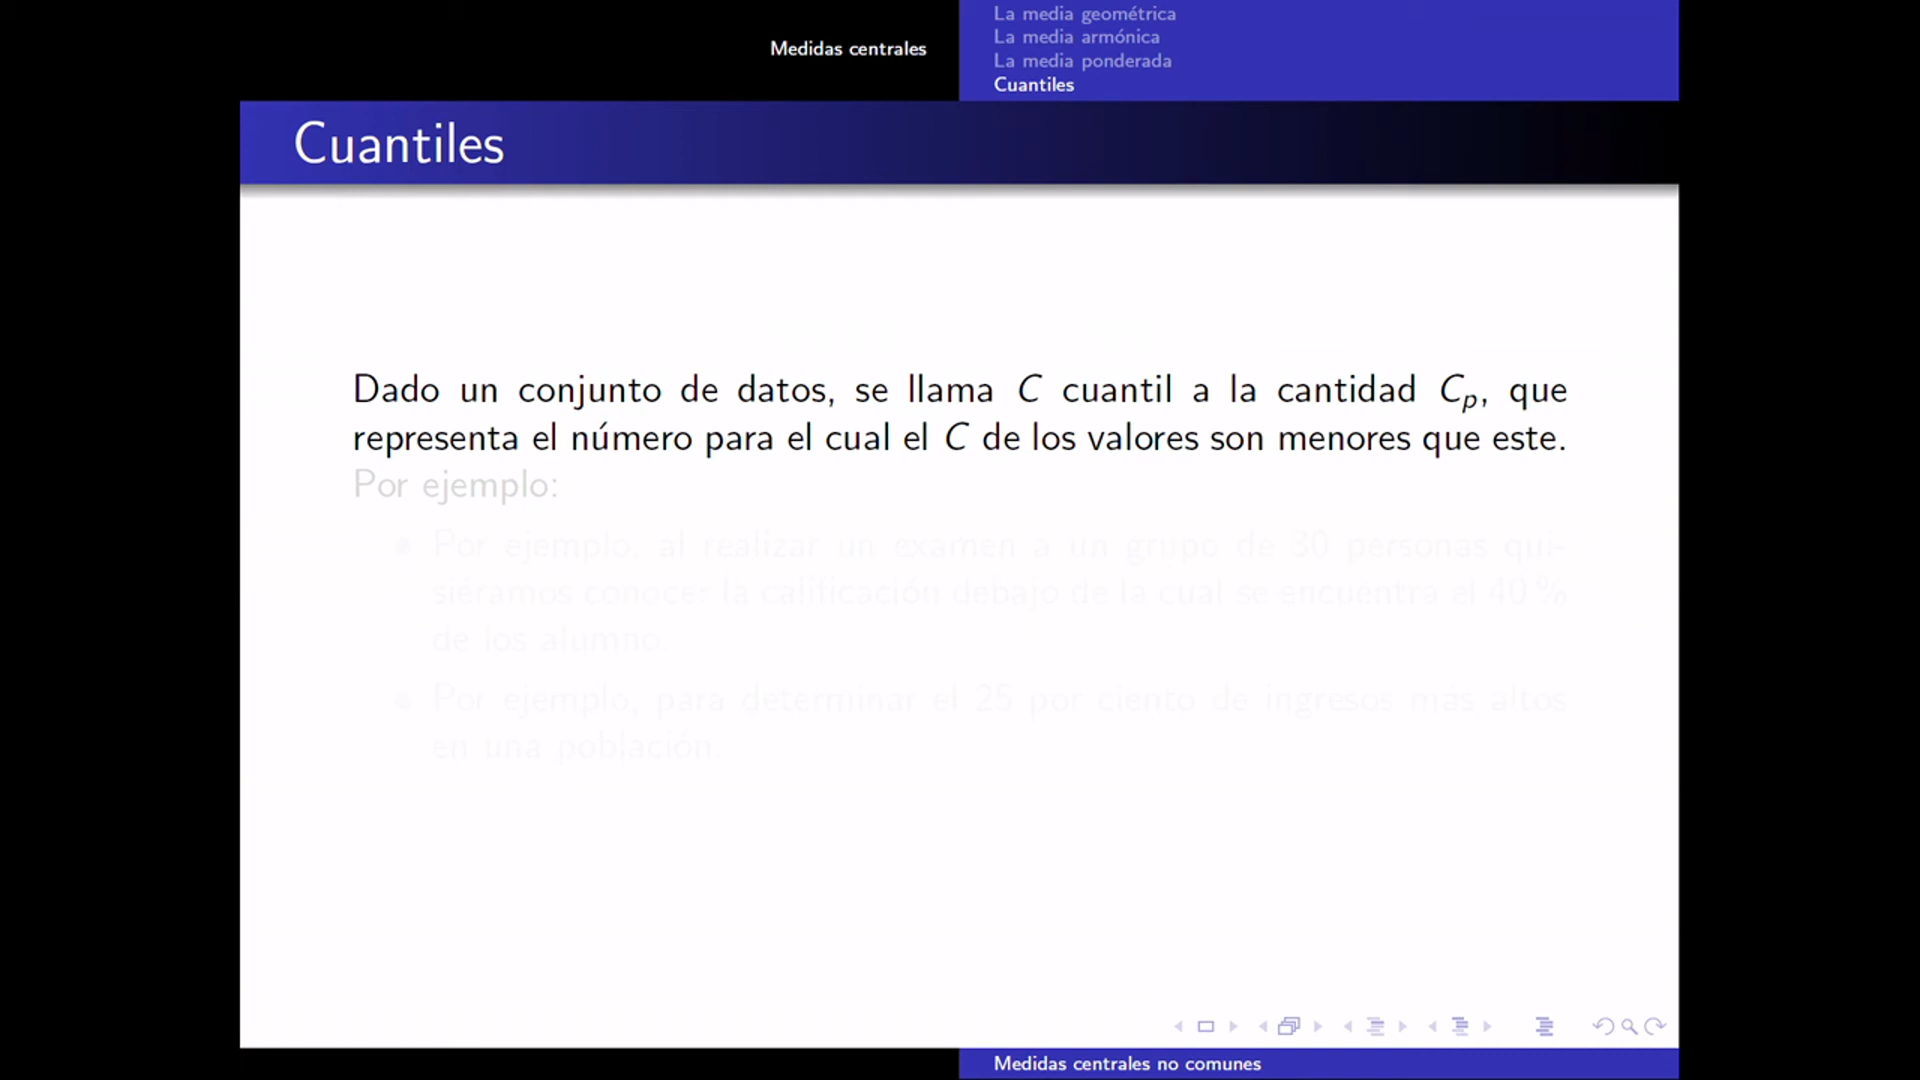 Medidas centrales
La media geométrica
La media armónica
La media ponderada
Cuantiles
Cuantiles
Dado un conjunto de datos, se llama C cuantil a la cantidad Cp, que
representa el número para el cual el C de los valores son menores que este.
Por ejemplo:
Por ejemplo, al realizar un examen a un grupo de 30 personas qui-
siéramos conocer la calificación debajo de la cual se encuentra el 40 %
de los alumno
Por ejemplo, para determinar el 25 por ciento de ingresos más altos
en una población.
Medidas centrales no comunes